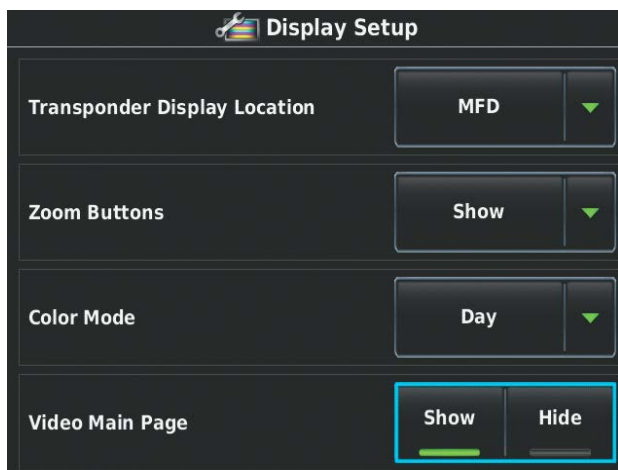 Display Setup
Transponder Display Location MFD
Zoom Buttons Show
Color Mode Day
Video Main Page Show Hide